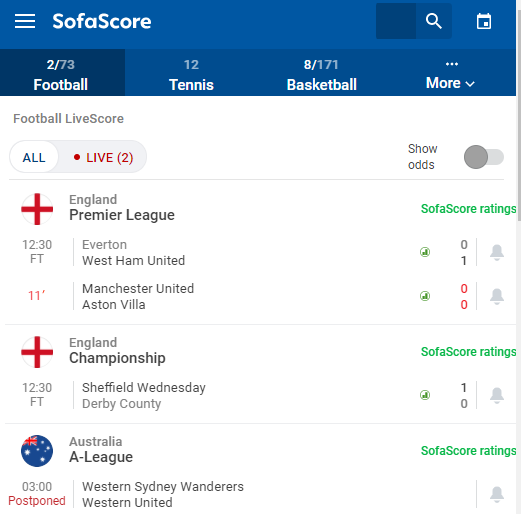 SofaScore
2/73
Football
12
Tennis
8/171
Basketball
...
More
Football LiveScore
ALL
LIVE (2)
Show
odds
England
Premier League
SofaScore ratings
12:30
FT
Everton
West Ham United
0
1
11′
Manchester United
Aston Villa
0
0
England
Championship
SofaScore ratings
12:30
FT
Sheffield Wednesday
Derby County
1
0
Australia
A-League
SofaScore ratings
03:00
Postponed
Western Sydney Wanderers
Western United